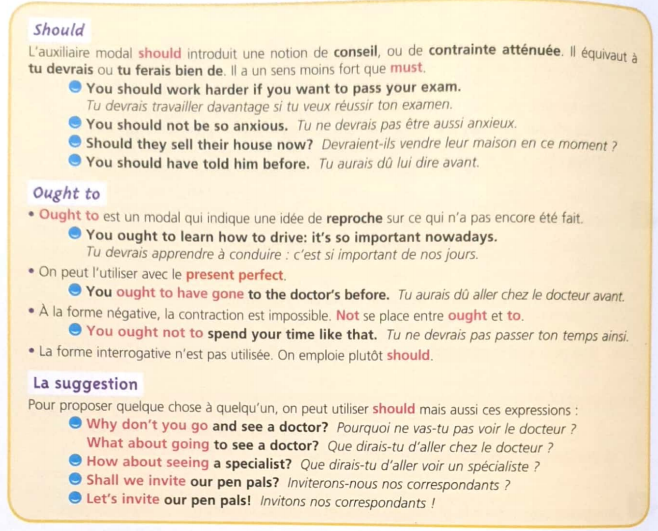 Should
L'auxiliaire modal should introduit une notion de conseil, ou de contrainte atténuée. Il équivaut à
tu devrais ou tu ferais bien de. Il a un sens moins fort que must.
You should work harder if you want to pass your exam.
Tu devrais travailler davantage si tu veux réussir ton examen.
You should not be so anxious. Tu ne devrais pas être aussi anxieux.
Should they sell their house now? Devraient-ils vendre leur maison en ce moment ?
You should have told him before. Tu aurais dû lui dire avant.
Ought to
• Ought to est un modal qui indique une idée de reproche sur ce qui n'a pas encore été fait.
You ought to learn how to drive: it's so important nowadays.
Tu devrais apprendre à conduire : c'est si important de nos jours.
• On peut l'utiliser avec le present perfect.
You ought to have gone to the doctor's before. Tu aurais dû aller chez le docteur avant.
• À la forme négative, la contraction est impossible. Not se place entre ought et to.
You ought not to spend your time like that. Tu ne devrais pas passer ton temps ainsi.
• La forme interrogative n'est pas utilisée. On emploie plutôt should.
La suggestion
Pour proposer quelque chose à quelqu'un, on peut utiliser should mais aussi ces expressions :
Why don't you go and see a doctor? Pourquoi ne vas-tu pas voir le docteur ?
What about going to see a doctor? Que dirais-tu d'aller chez le docteur ?
How about seeing a specialist? Que dirais-tu d'aller voir un spécialiste ?
Shall we invite our pen pals? Inviterons-nous nos correspondants ?
Let's invite our pen pals! Invitons nos correspondants !